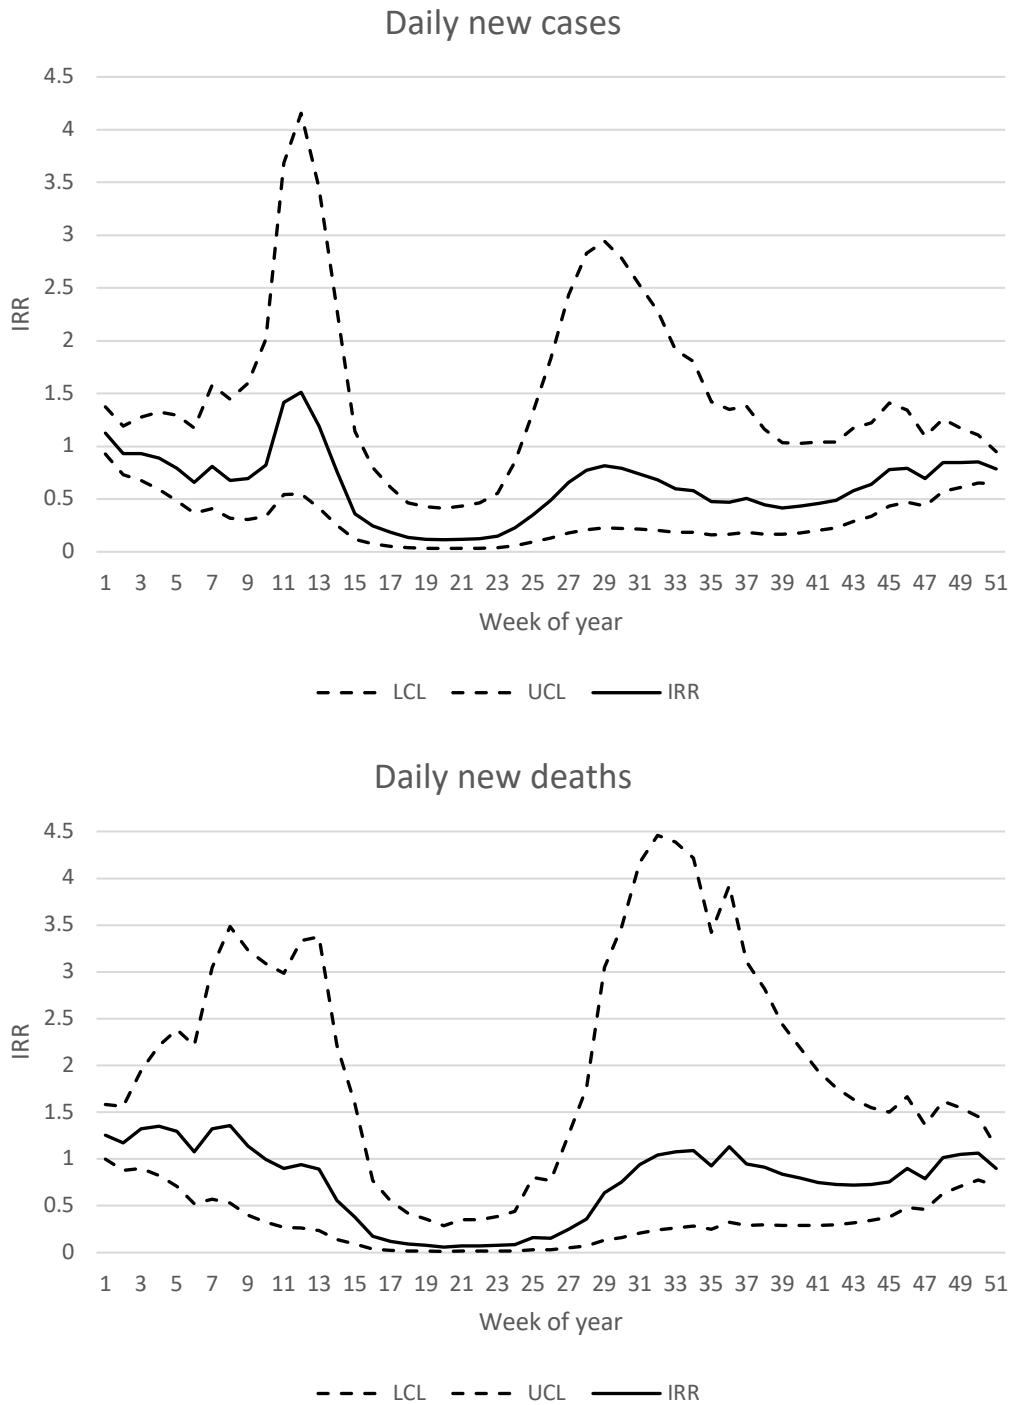 Daily new cases
4.5
4
3.5
3
2.5
2
1.5
1
0.5
0
IRR
1 3 5 7 9 11 13 15 17 19 21 23 25 27 29 31 33 35 37 39 41 43 45 47 49 51
Week of year
LCL UCL IRR
Daily new deaths
4.5
4
3.5
3
2.5
2
1.5
1
0.5
0
IRR
1 3 5 7 9 11 13 15 17 19 21 23 25 27 29 31 33 35 37 39 41 43 45 47 49 51
Week of year
LCL UCL IRR